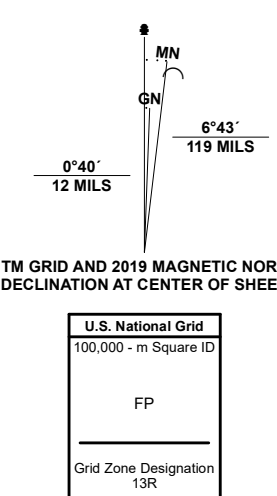 MN
GN
6°43´
119 MILS
0°40´
12 MILS
TM GRID AND 2019 MAGNETIC NOR
DECLINATION AT CENTER OF SHEE
U.S. National Grid
100,000 - m Square ID
FP
Grid Zone Designation
13R